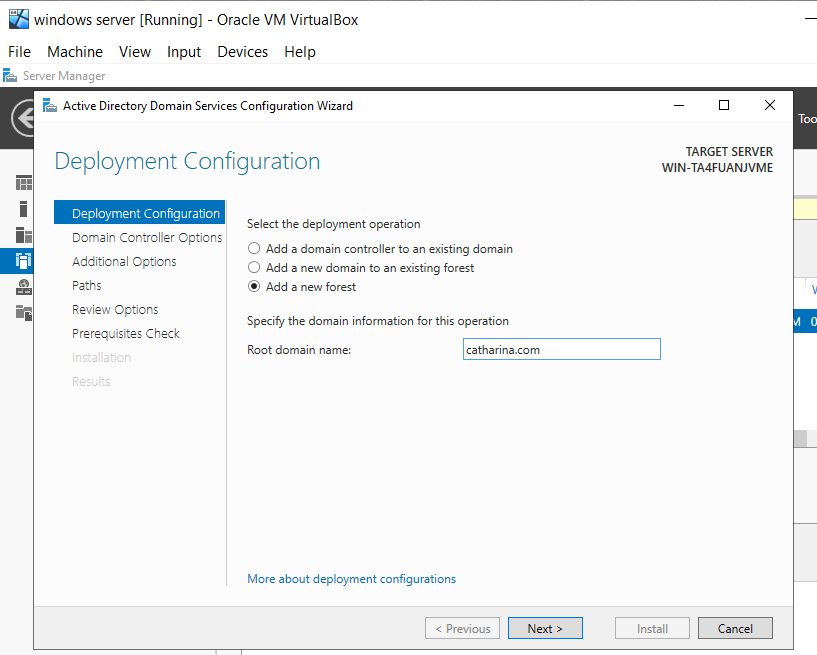 windows server [Running] - Oracle VM VirtualBox
File Machine View Input Devices Help
Server Manager
Active Directory Domain Services Configuration Wizard
Deployment Configuration
TARGET SERVER
WIN-TA4FUANJVME
Deployment Configuration
Domain Controller Options
Additional Options
Paths
Review Options
Prerequisites Check
Installation
Results
Select the deployment operation
Add a domain controller to an existing domain
Add a new domain to an existing forest
Add a new forest
Specify the domain information for this operation
Root domain name: catharina.com
More about deployment configurations
< Previous Next > Install Cancel